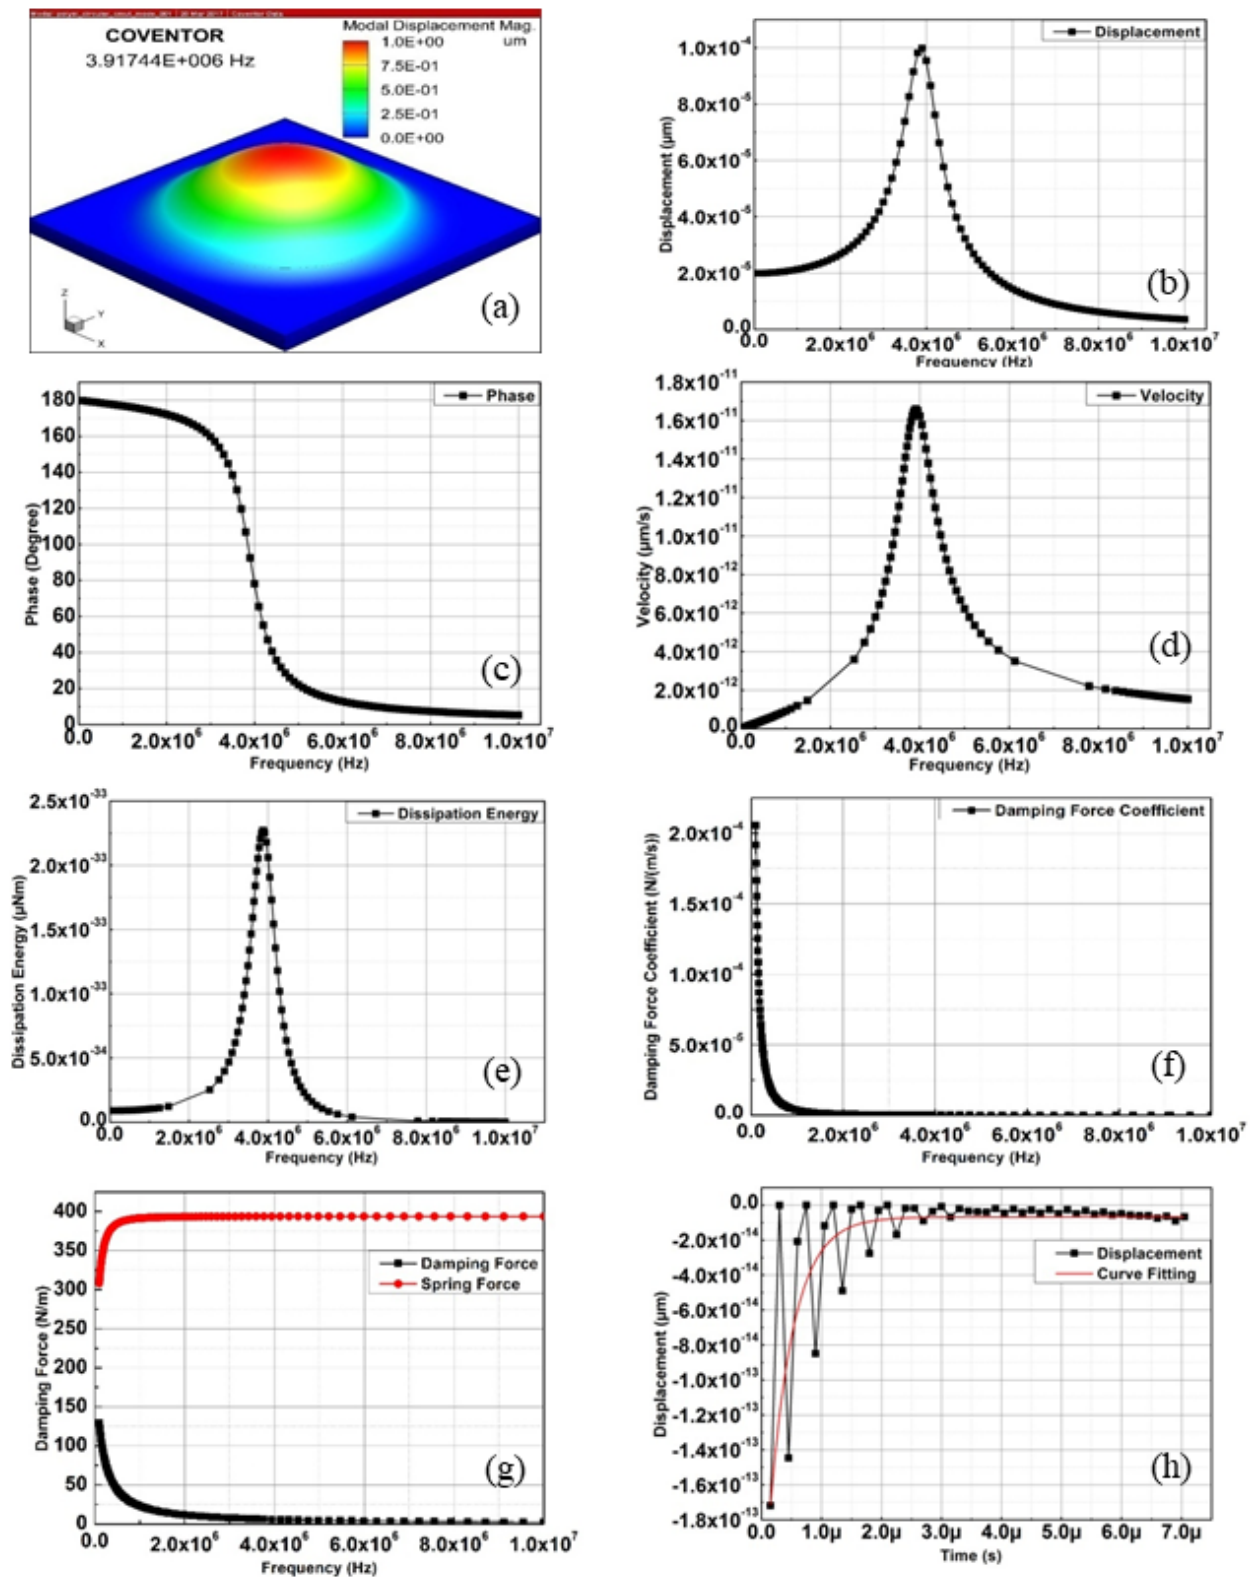 COVENTOR
3.91744E+006 Hz
Modal Displacement Mag.
um
1.0E+00
7.5E-01
5.0E-01
2.5E-01
0.0E+00
Z
Y
X
(a)
Displacement
1.0x10⁻⁴
8.0x10⁻⁵
6.0x10⁻⁵
4.0x10⁻⁵
2.0x10⁻⁵
0.0
Displacement (µm)
(b)
0.0 2.0x10⁶ 4.0x10⁶ 6.0x10⁶ 8.0x10⁶ 1.0x10⁷
Frequency (Hz)
Phase
180
160
140
120
100
80
60
40
20
0
Phase (Degree)
(c)
0.0 2.0x10⁶ 4.0x10⁶ 6.0x10⁶ 8.0x10⁶ 1.0x10⁷
Frequency (Hz)
Velocity
1.8x10⁻¹¹
1.6x10⁻¹¹
1.4x10⁻¹¹
1.2x10⁻¹¹
1.0x10⁻¹¹
8.0x10⁻¹²
6.0x10⁻¹²
4.0x10⁻¹²
2.0x10⁻¹²
0.0
Velocity (µm/s)
(d)
0.0 2.0x10⁶ 4.0x10⁶ 6.0x10⁶ 8.0x10⁶ 1.0x10⁷
Frequency (Hz)
Dissipation Energy
2.5x10⁻³³
2.0x10⁻³³
1.5x10⁻³³
1.0x10⁻³³
5.0x10⁻³⁴
0.0
Dissipation Energy (µNm)
(e)
0.0 2.0x10⁶ 4.0x10⁶ 6.0x10⁶ 8.0x10⁶ 1.0x10⁷
Frequency (Hz)
Damping Force Coefficient
2.0x10⁻⁴
1.5x10⁻⁴
1.0x10⁻⁴
5.0x10⁻⁵
0.0
Damping Force Coefficient (N/(m/s))
(f)
0.0 2.0x10⁶ 4.0x10⁶ 6.0x10⁶ 8.0x10⁶ 1.0x10⁷
Frequency (Hz)
Damping Force
Spring Force
400
350
300
250
200
150
100
50
0
Damping Force (N/m)
(g)
0.0 2.0x10⁶ 4.0x10⁶ 6.0x10⁶ 8.0x10⁶ 1.0x10⁷
Frequency (Hz)
Displacement
Curve Fitting
0.0
-2.0x10⁻¹⁴
-4.0x10⁻¹⁴
-6.0x10⁻¹⁴
-8.0x10⁻¹⁴
-1.0x10⁻¹³
-1.2x10⁻¹³
-1.4x10⁻¹³
-1.6x10⁻¹³
-1.8x10⁻¹³
Displacement (µm)
(h)
0.0 1.0µ 2.0µ 3.0µ 4.0µ 5.0µ 6.0µ 7.0µ
Time (s)